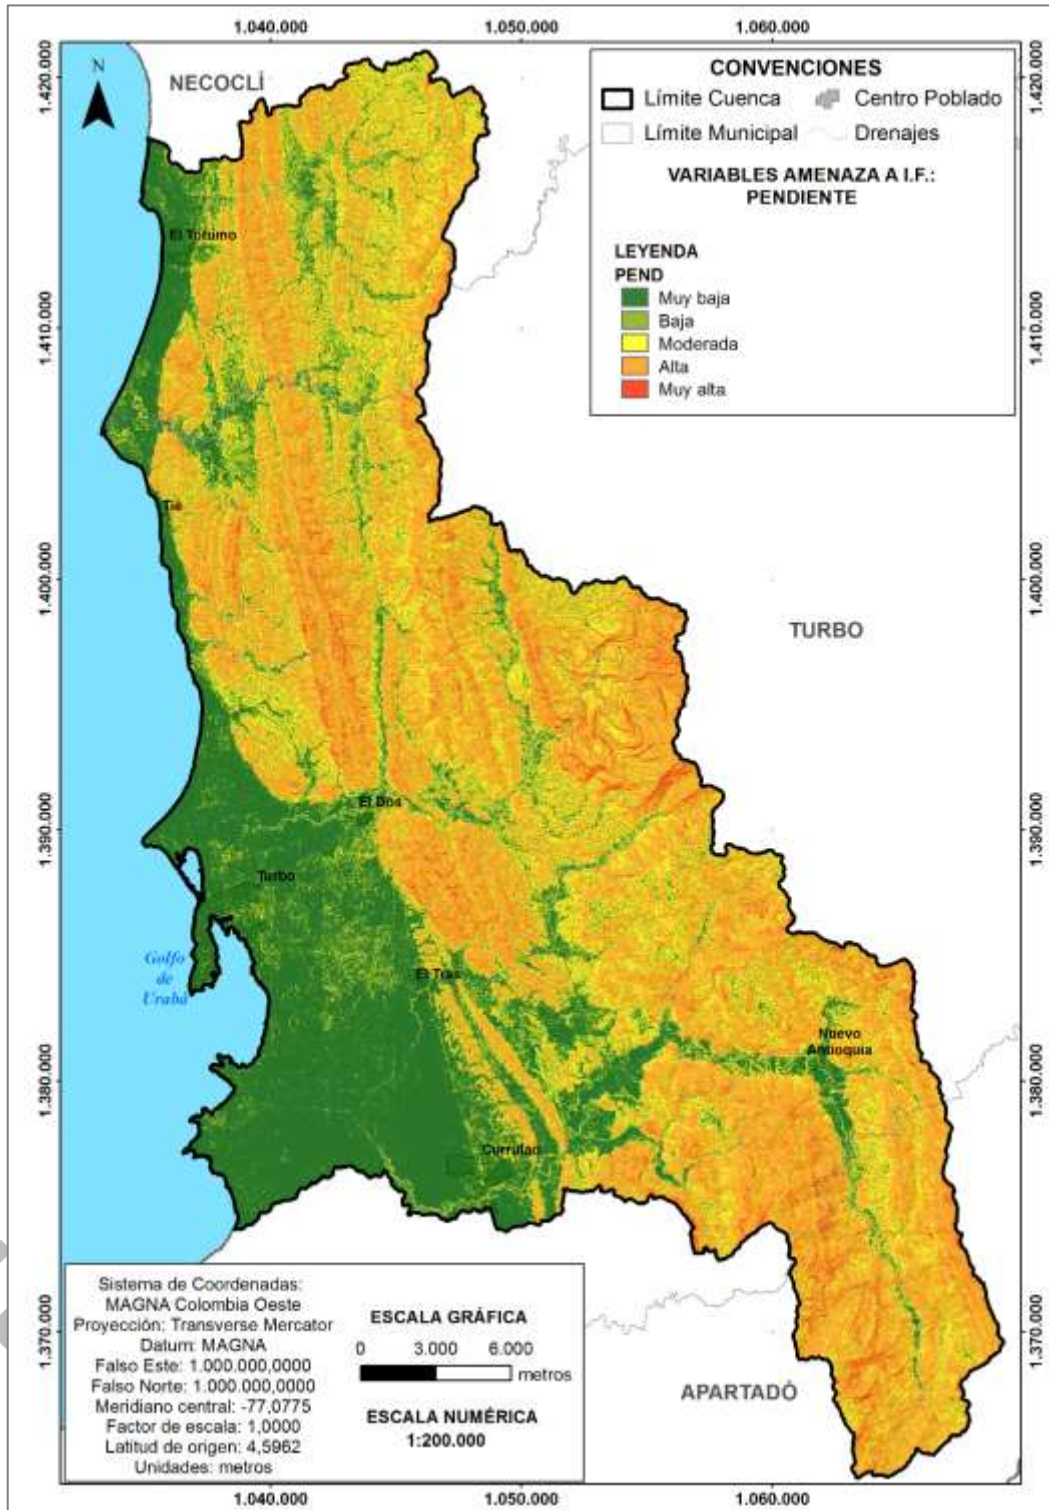 1.040.000 1.050.000 1.060.000
1.420.000
1.420.000
N
NECOCLÍ
CONVENCIONES
Límite Cuenca
Centro Poblado
Límite Municipal
Drenajes
VARIABLES AMENAZA A I.F.:
PENDIENTE
LEYENDA
PEND
Muy baja
Baja
Moderada
Alta
Muy alta
El Totumo
1.410.000
1.410.000
Tie
1.400.000
1.400.000
TURBO
El Dos
1.390.000
1.390.000
Turbo
Golfo
de
Urabá
El Tres
Nuevo
Antioquia
1.380.000
1.380.000
Currulao
Sistema de Coordenadas:
MAGNA Colombia Oeste
Proyección: Transverse Mercator
Datum: MAGNA
Falso Este: 1.000.000,0000
Falso Norte: 1.000.000,0000
Meridiano central: -77,0775
Factor de escala: 1,0000
Latitud de origen: 4,5962
Unidades: metros
ESCALA GRÁFICA
0 3.000 6.000
metros
ESCALA NUMÉRICA
1:200.000
1.370.000
1.370.000
APARTADÓ
1.040.000 1.050.000 1.060.000